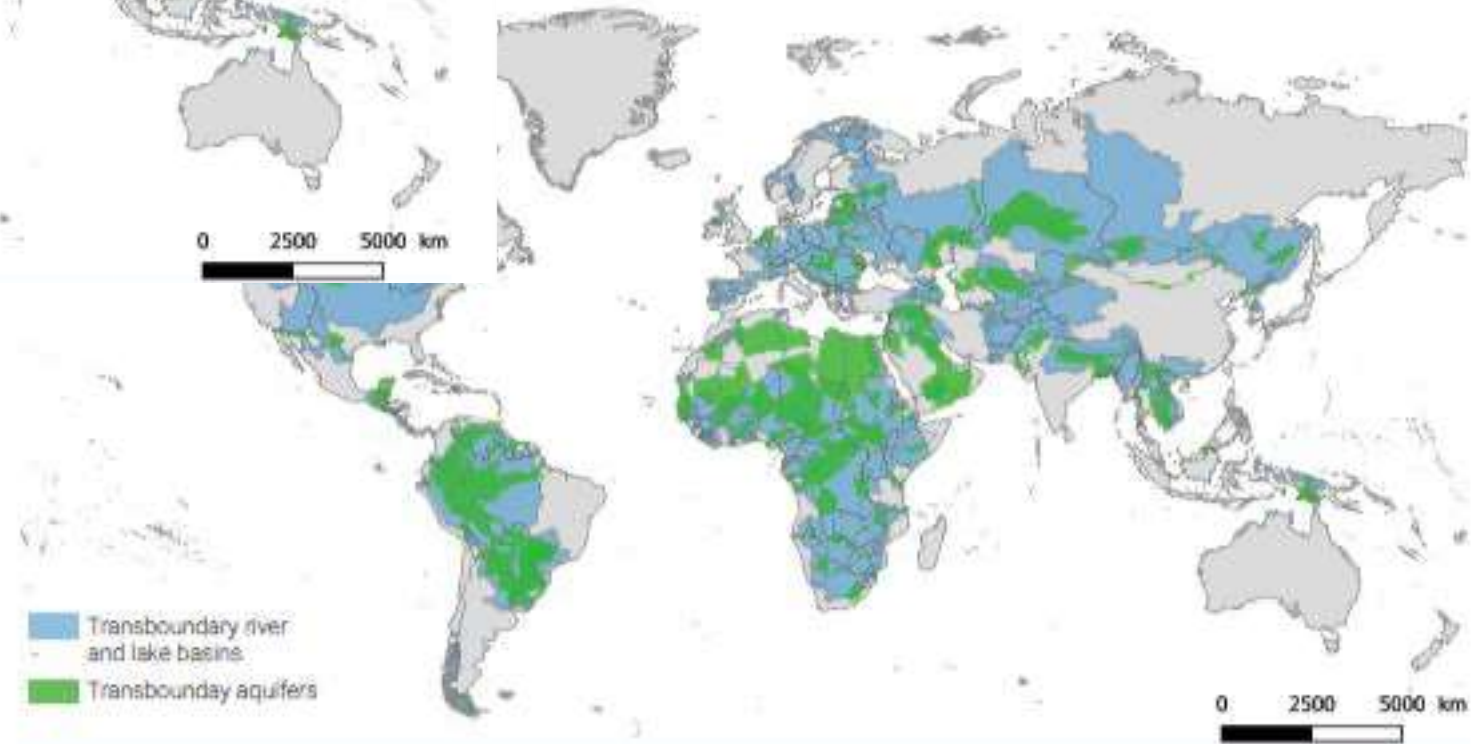 0 2500 5000 km
Transboundary river
and lake basins
Transbounday aquifers
0 2500 5000 km